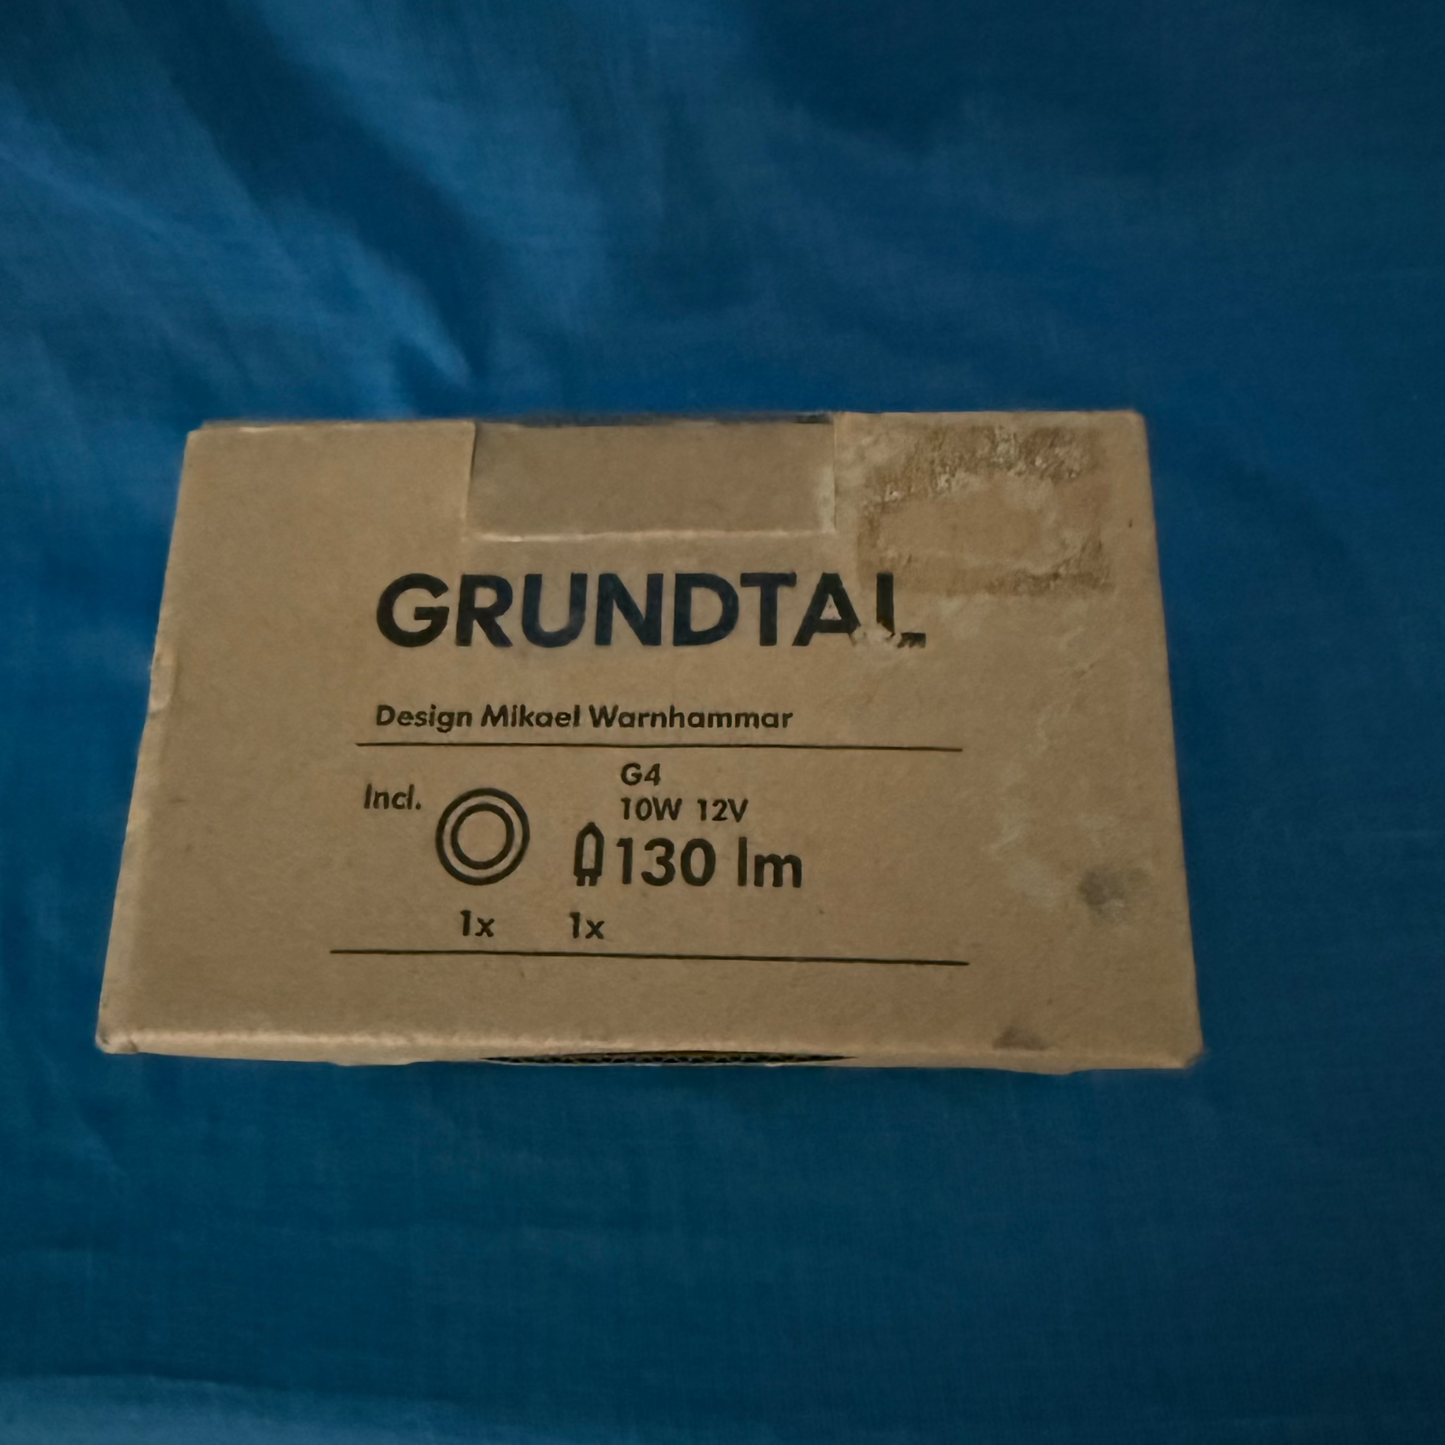 GRUNDTAL
Design Mikael Warnhammar
Incl.
G4
10W 12V
130 lm
1x 1x